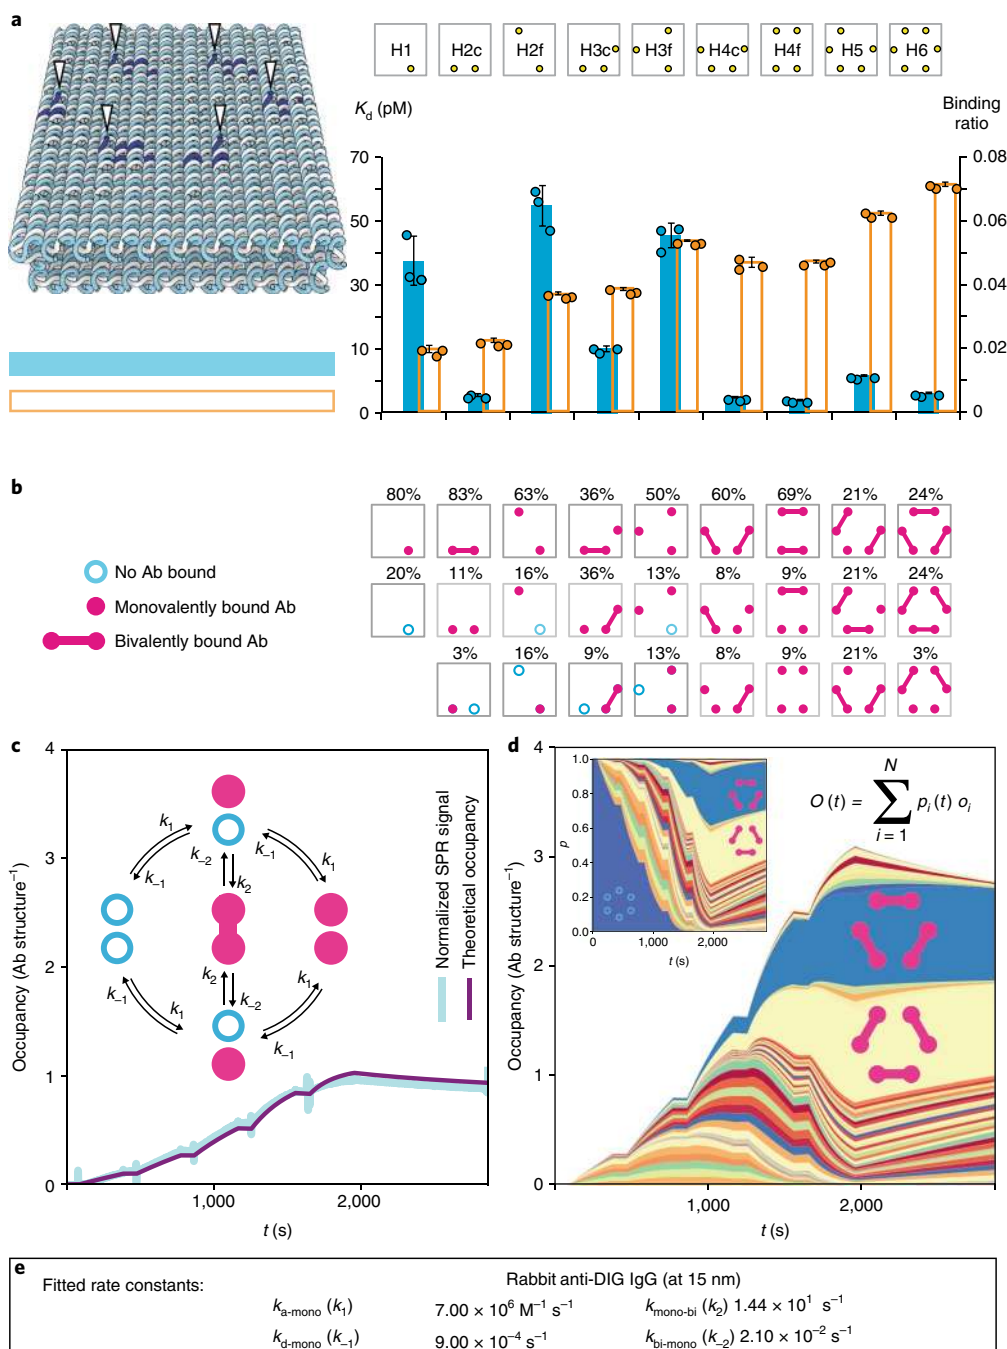 a
H1 H2c H2f H3c H3f H4c H4f H5 H6
K_d (pM)
Binding
ratio
70
50
30
10
0
0.08
0.06
0.04
0.02
0
b
80% 83% 63% 36% 50% 60% 69% 21% 24%
20% 11% 16% 36% 13% 8% 9% 21% 24%
3% 16% 9% 13% 8% 9% 21% 3%
No Ab bound
Monovalently bound Ab
Bivalently bound Ab
c
4
3
2
1
0
Occupancy (Ab structure⁻¹)
k₁
k₋₁
k₋₂
k₂
k₋₁
k₁
k₋₁
k₁
k₂
k₋₂
k₁
k₋₁
Normalized SPR signal
Theoretical occupancy
1,000 2,000
t (s)
d
4
3
2
1
0
Occupancy (Ab structure⁻¹)
1.0
0.8
0.6
0.4
0.2
0
p
0 1,000 2,000
t (s)
O (t) = N ∑ i = 1 p_i (t) o_i
1,000 2,000
t (s)
e
Fitted rate constants:
Rabbit anti-DIG IgG (at 15 nm)
k_a-mono (k₁) 7.00 × 10⁶ M⁻¹ s⁻¹ k_mono-bi (k₂) 1.44 × 10¹ s⁻¹
k_d-mono (k₋₁) 9.00 × 10⁻⁴ s⁻¹ k_bi-mono (k₋₂) 2.10 × 10⁻² s⁻¹